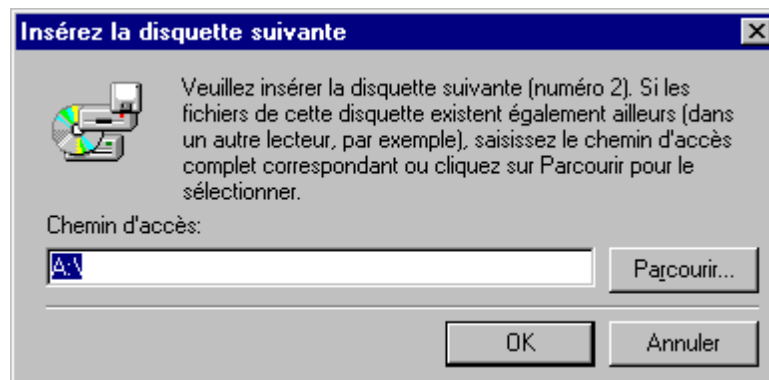 Insérez la disquette suivante
Veuillez insérer la disquette suivante (numéro 2). Si les
fichiers de cette disquette existent également ailleurs (dans
un autre lecteur, par exemple), saisissez le chemin d'accès
complet correspondant ou cliquez sur Parcourir pour le
sélectionner.
Chemin d'accès:
A:\
Parcourir...
OK
Annuler